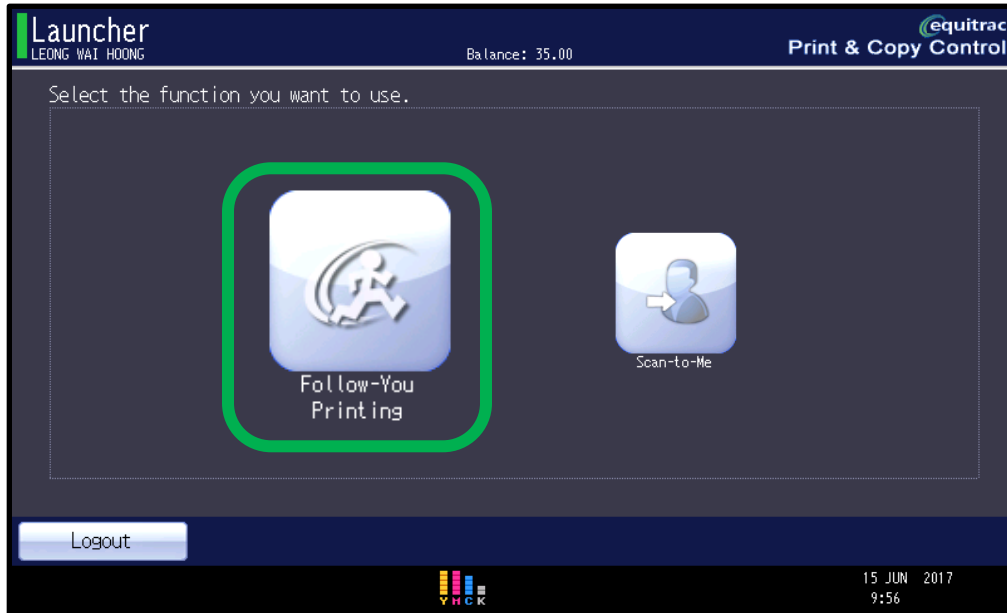 Launcher
LEONG WAI HOONG
Balance: 35.00
equitrac
Print & Copy Control
Select the function you want to use.
Follow-You
Printing
Scan-to-Me
Logout
Y M C K
15 JUN 2017
9:56